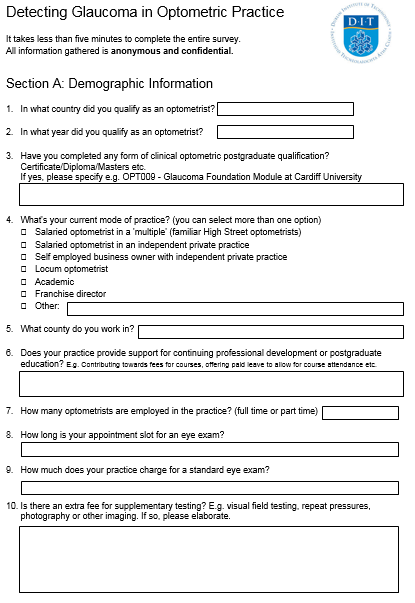 Detecting Glaucoma in Optometric Practice
DUBLIN INSTITUTE OF TECHNOLOGY
D·I·T
It takes less than five minutes to complete the entire survey.
All information gathered is anonymous and confidential.
Section A: Demographic Information
1. In what country did you qualify as an optometrist?
2. In what year did you qualify as an optometrist?
3. Have you completed any form of clinical optometric postgraduate qualification?
Certificate/Diploma/Masters etc.
If yes, please specify e.g. OPT009 - Glaucoma Foundation Module at Cardiff University
4. What's your current mode of practice? (you can select more than one option)
Salaried optometrist in a 'multiple' (familiar High Street optometrists)
Salaried optometrist in an independent private practice
Self employed business owner with independent private practice
Locum optometrist
Academic
Franchise director
Other:
5. What county do you work in?
6. Does your practice provide support for continuing professional development or postgraduate
education? E.g. Contributing towards fees for courses, offering paid leave to allow for course attendance etc.
7. How many optometrists are employed in the practice? (full time or part time)
8. How long is your appointment slot for an eye exam?
9. How much does your practice charge for a standard eye exam?
10. Is there an extra fee for supplementary testing? E.g. visual field testing, repeat pressures,
photography or other imaging. If so, please elaborate.